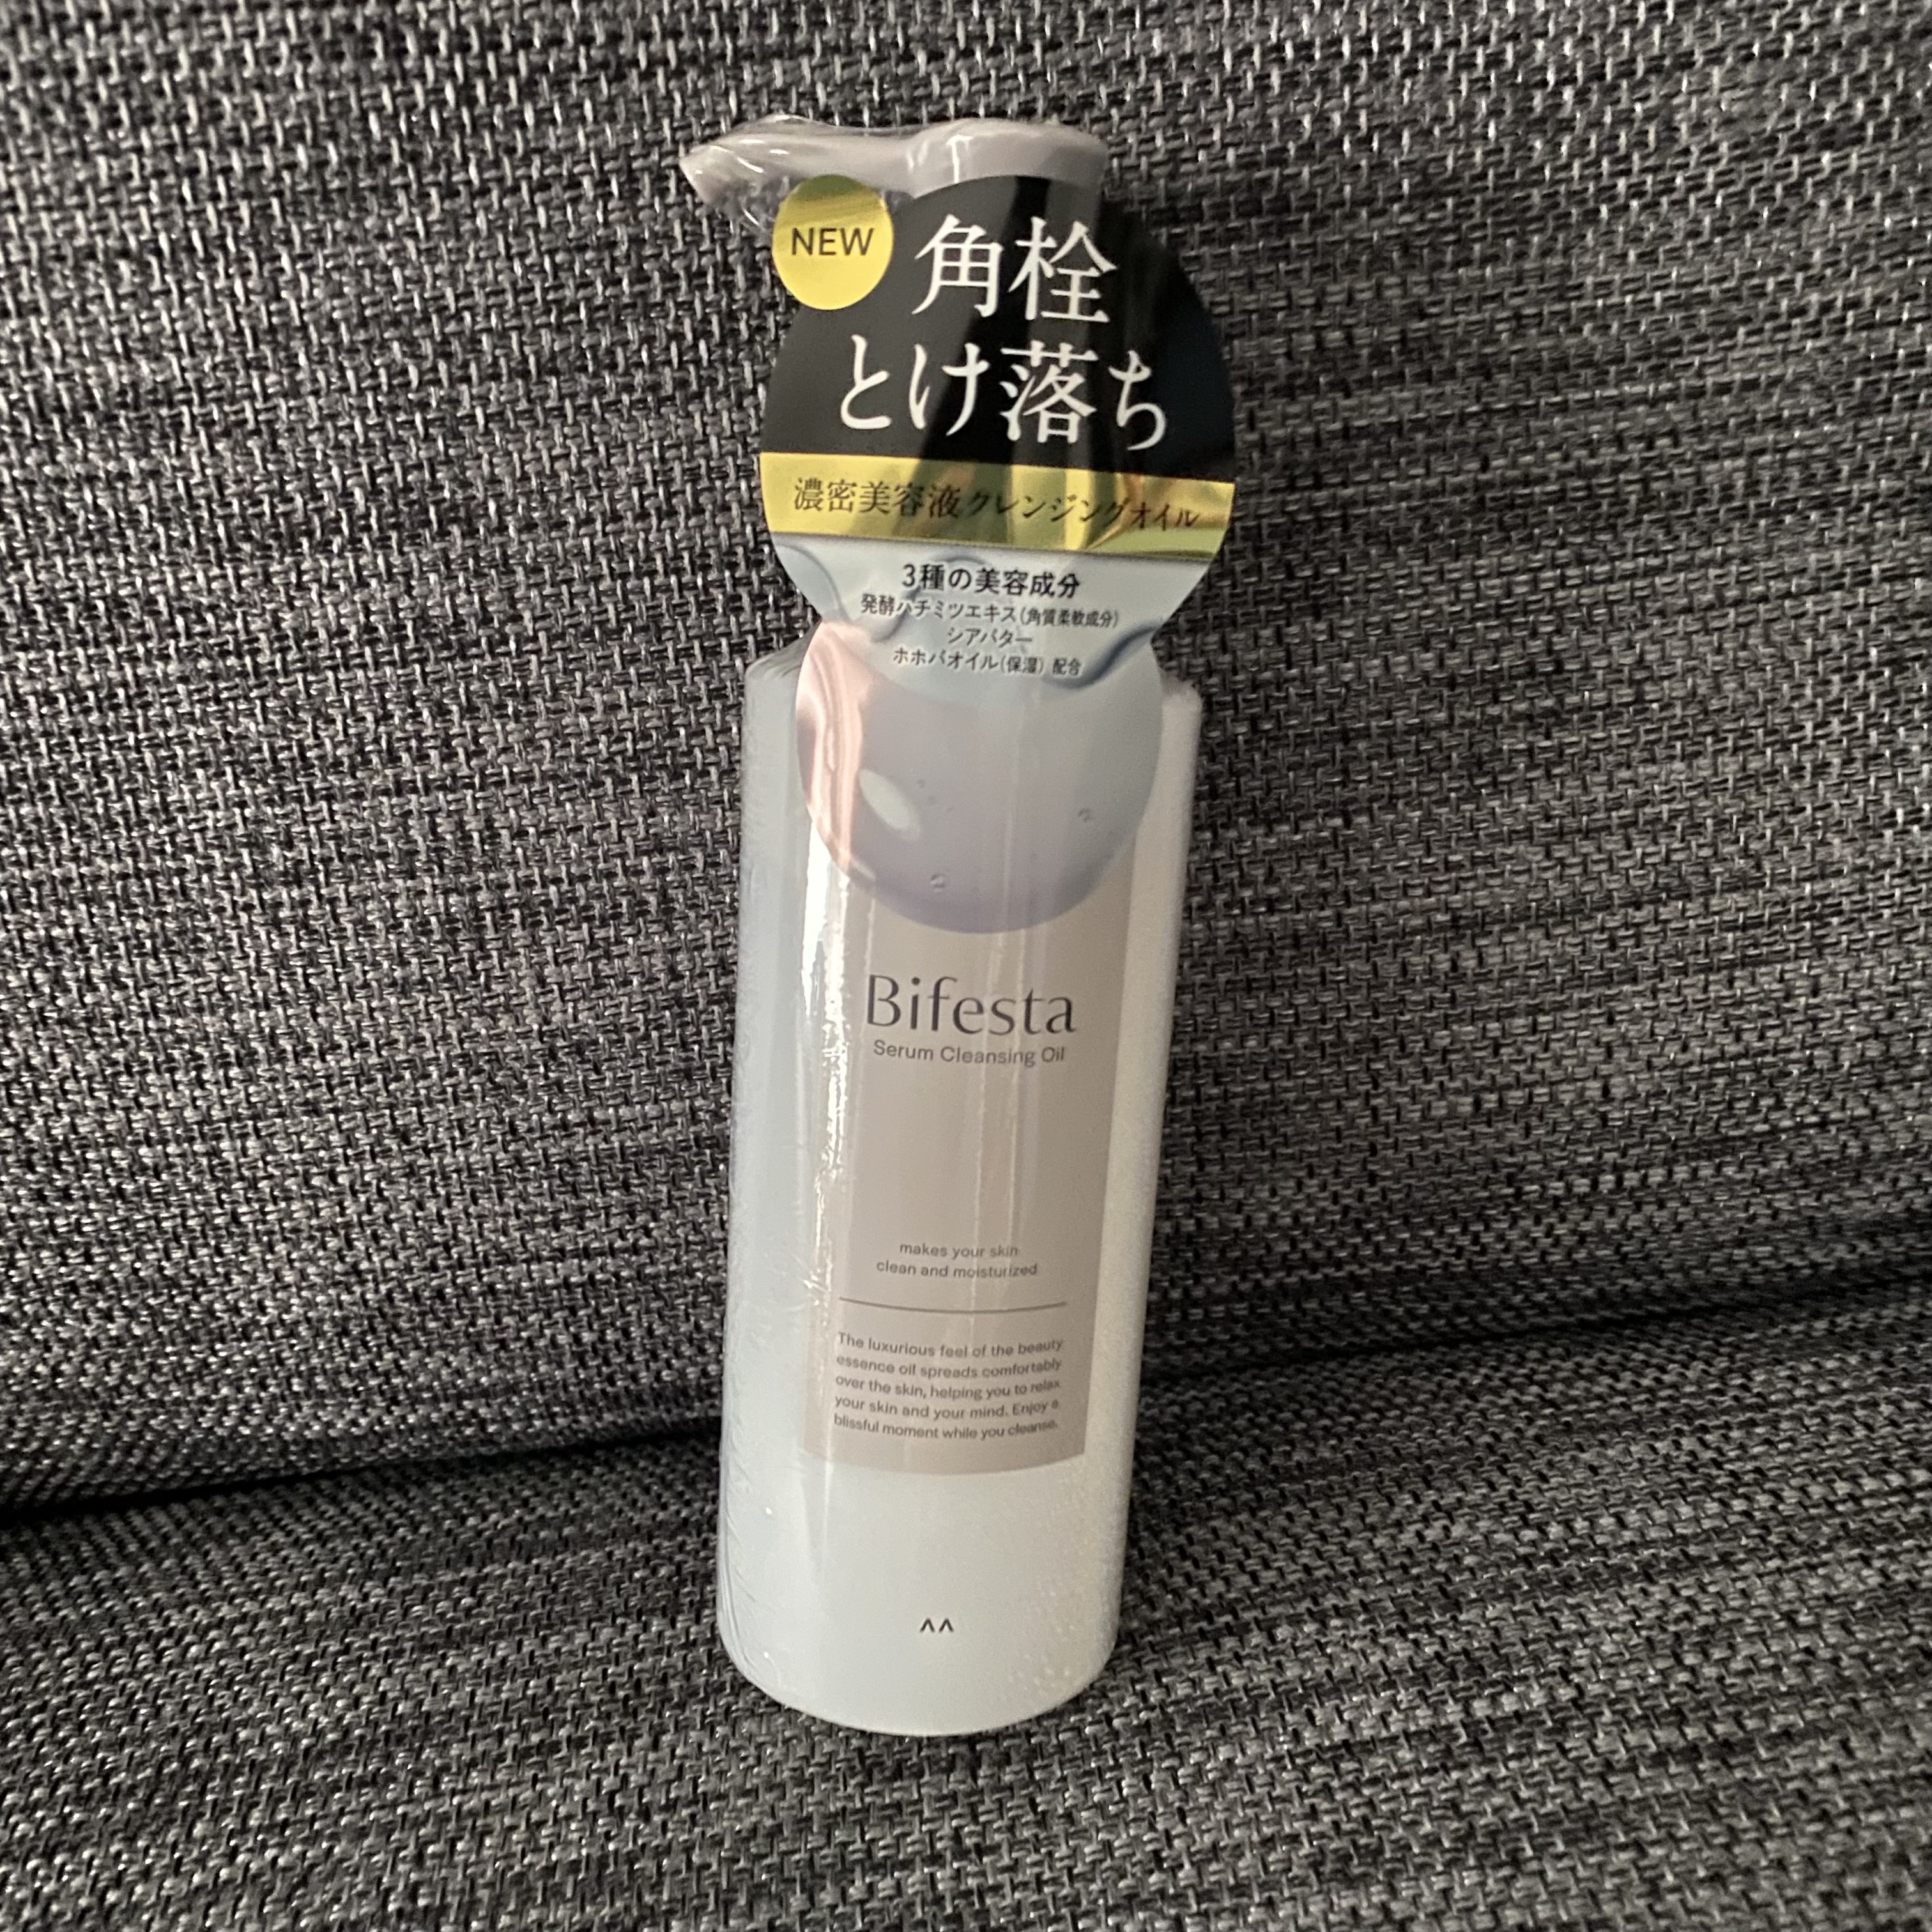 NEW
角栓
とけ落ち
濃密美容液クレンジングオイル
3種の美容成分
発酵ハチミツエキス(角質柔軟成分)
シアバター
ホホバオイル(保湿) 配合
Bifesta
Serum Cleansing Oil
makes your skin
clean and moisturized
The luxurious feel of the beauty
essence oil spreads comfortably
over the skin, helping you to relax
your skin and your mind. Enjoy a
blissful moment while you cleanse.